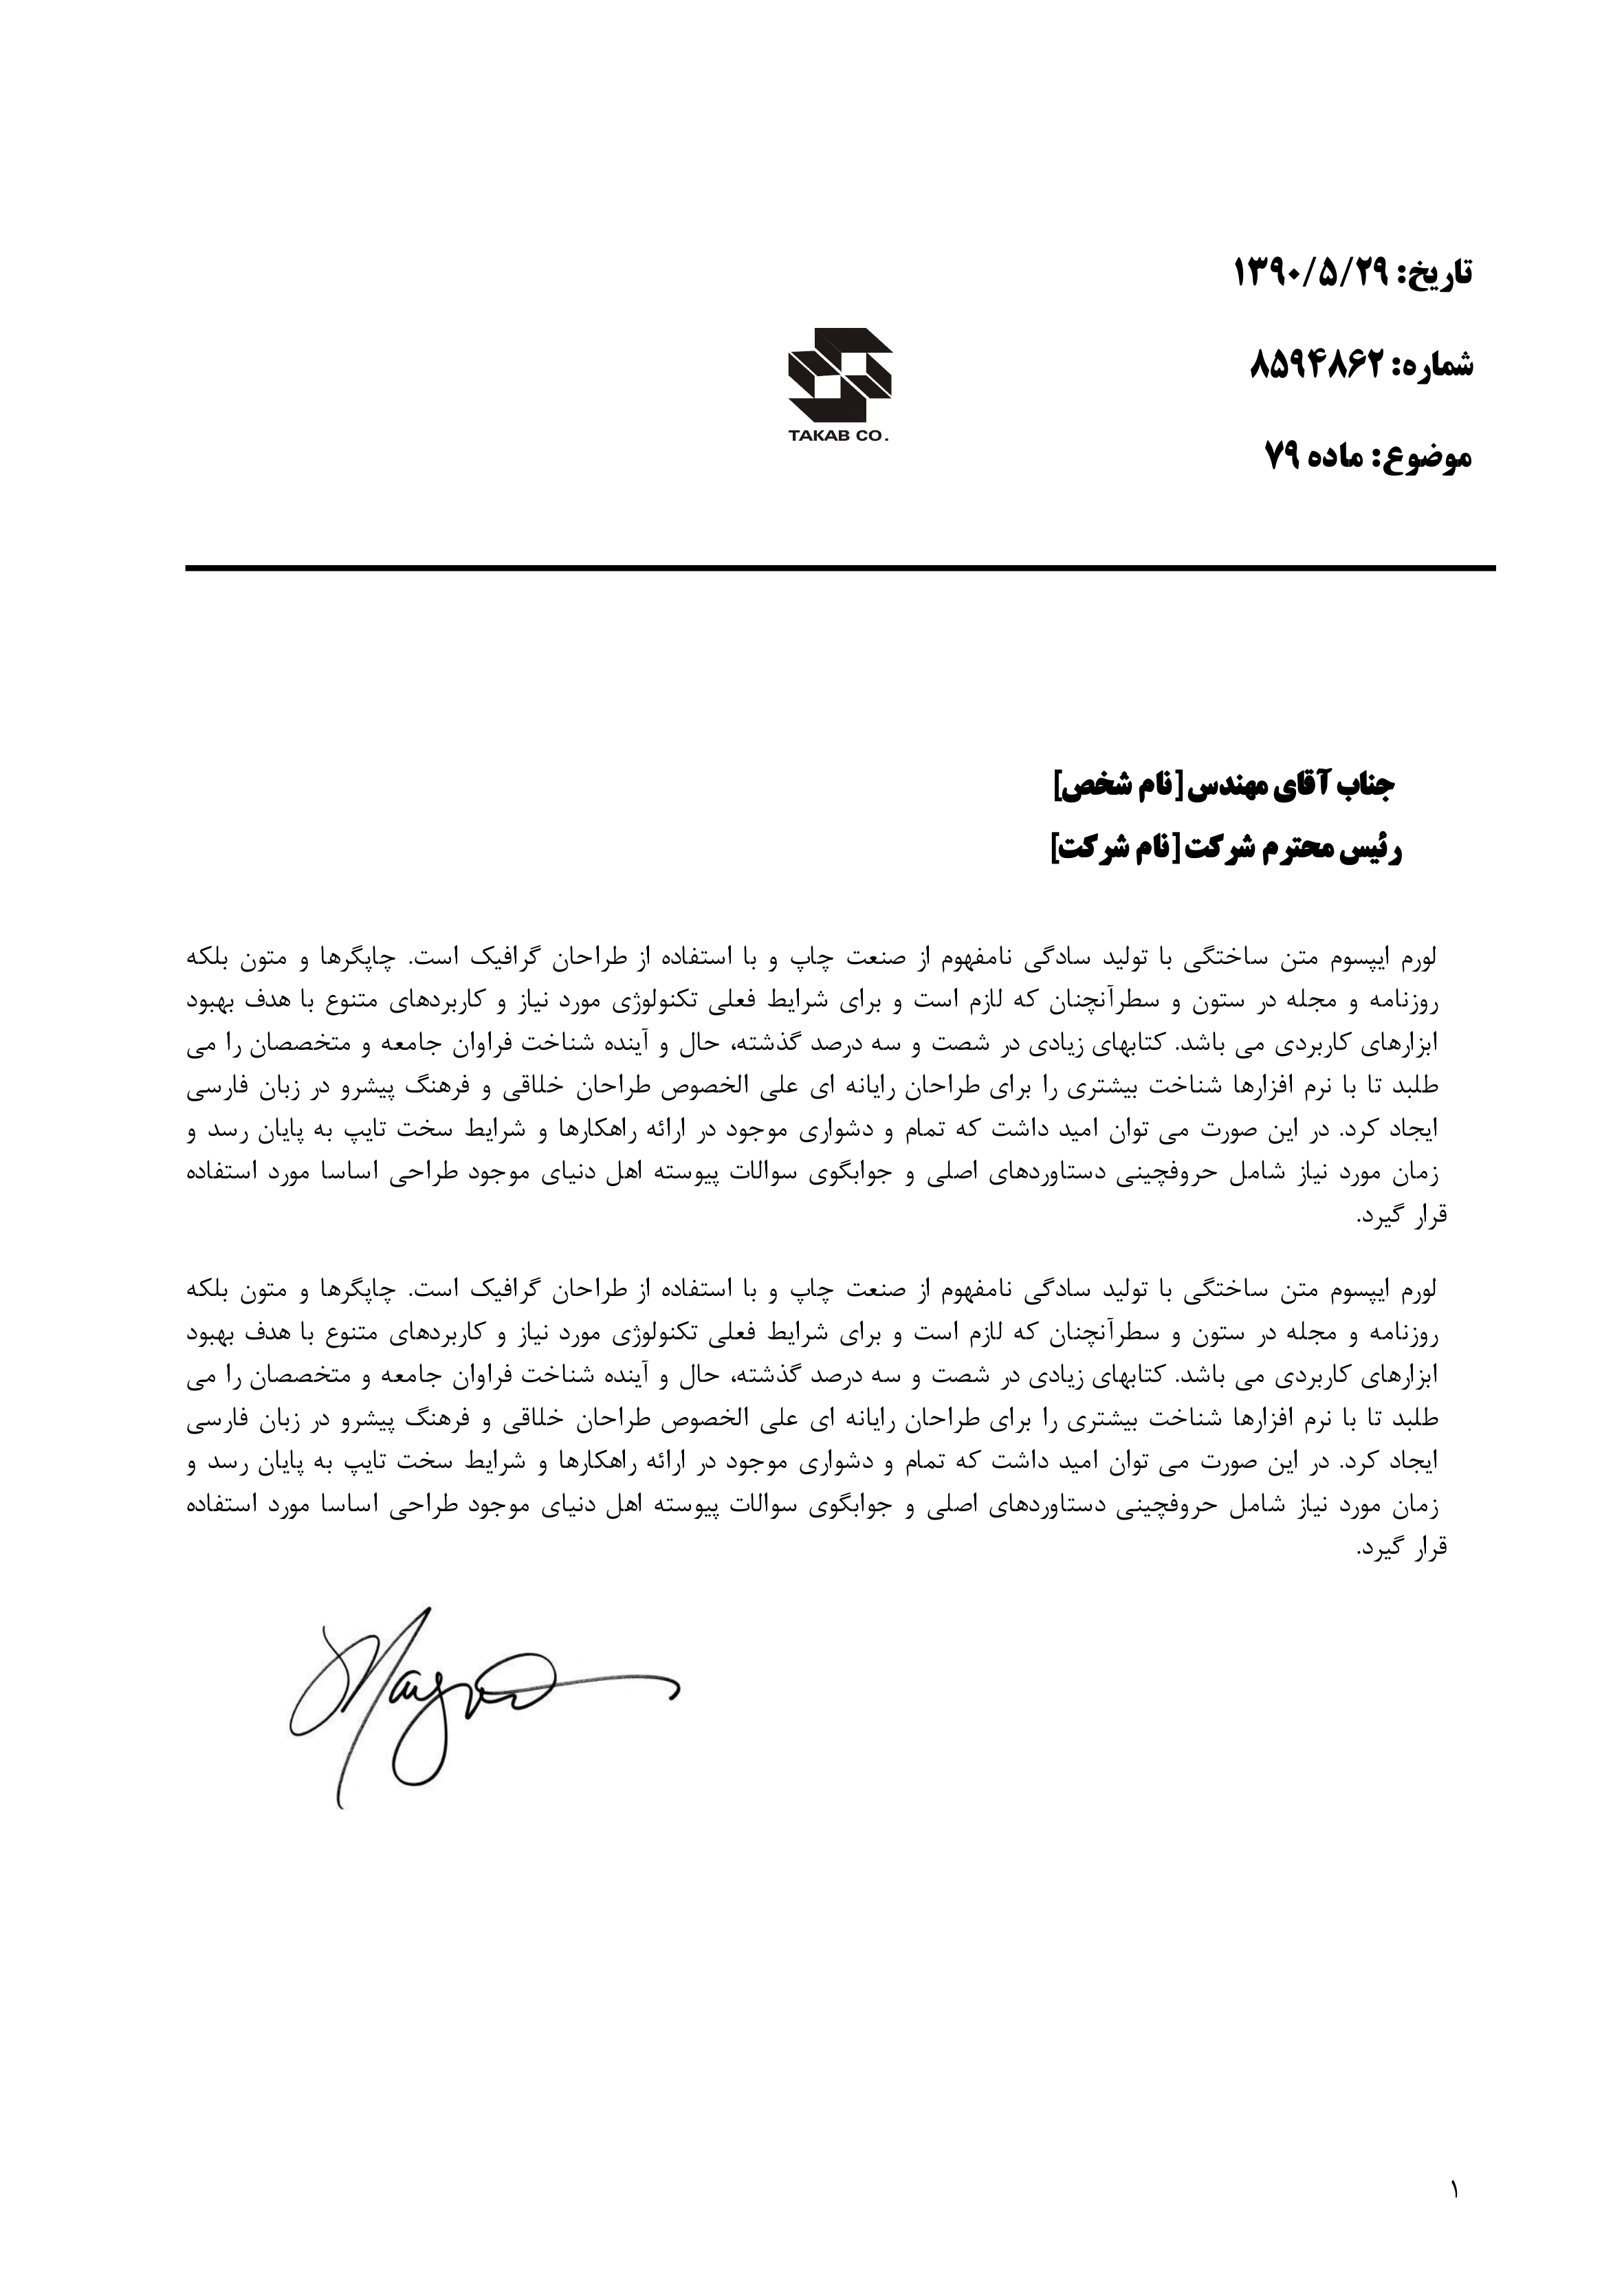 تاریخ: ۱۳۹۰/۵/۲۹
شماره: ۸۵۹۴۸۶۲
موضوع: ماده ۷۹
TAKAB CO.
جناب آقای مهندس [نام شخص]
رئیس محترم شرکت [نام شرکت]
لورم ایپسوم متن ساختگی با تولید سادگی نامفهوم از صنعت چاپ و با استفاده از طراحان گرافیک است. چاپگرها و متون بلکه
روزنامه و مجله در ستون و سطرآنچنان که لازم است و برای شرایط فعلی تکنولوژی مورد نیاز و کاربردهای متنوع با هدف بهبود
ابزارهای کاربردی می باشد. کتابهای زیادی در شصت و سه درصد گذشته، حال و آینده شناخت فراوان جامعه و متخصصان را می
طلبد تا با نرم افزارها شناخت بیشتری را برای طراحان رایانه ای علی الخصوص طراحان خلاقی و فرهنگ پیشرو در زبان فارسی
ایجاد کرد. در این صورت می توان امید داشت که تمام و دشواری موجود در ارائه راهکارها و شرایط سخت تایپ به پایان رسد و
زمان مورد نیاز شامل حروفچینی دستاوردهای اصلی و جوابگوی سوالات پیوسته اهل دنیای موجود طراحی اساسا مورد استفاده
قرار گیرد.
لورم ایپسوم متن ساختگی با تولید سادگی نامفهوم از صنعت چاپ و با استفاده از طراحان گرافیک است. چاپگرها و متون بلکه
روزنامه و مجله در ستون و سطرآنچنان که لازم است و برای شرایط فعلی تکنولوژی مورد نیاز و کاربردهای متنوع با هدف بهبود
ابزارهای کاربردی می باشد. کتابهای زیادی در شصت و سه درصد گذشته، حال و آینده شناخت فراوان جامعه و متخصصان را می
طلبد تا با نرم افزارها شناخت بیشتری را برای طراحان رایانه ای علی الخصوص طراحان خلاقی و فرهنگ پیشرو در زبان فارسی
ایجاد کرد. در این صورت می توان امید داشت که تمام و دشواری موجود در ارائه راهکارها و شرایط سخت تایپ به پایان رسد و
زمان مورد نیاز شامل حروفچینی دستاوردهای اصلی و جوابگوی سوالات پیوسته اهل دنیای موجود طراحی اساسا مورد استفاده
قرار گیرد.
۱